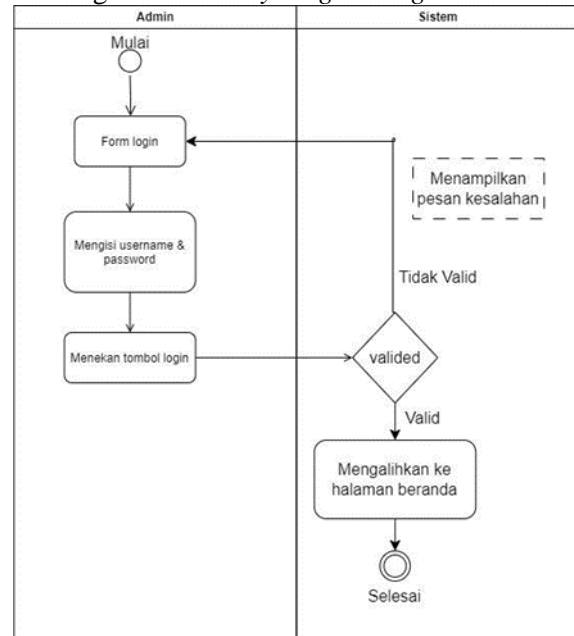 Admin
Sistem
Mulai
Form login
Mengisi username &
password
Menekan tombol login
valided
Tidak Valid
Menampilkan
pesan kesalahan
Valid
Mengalihkan ke
halaman beranda
Selesai